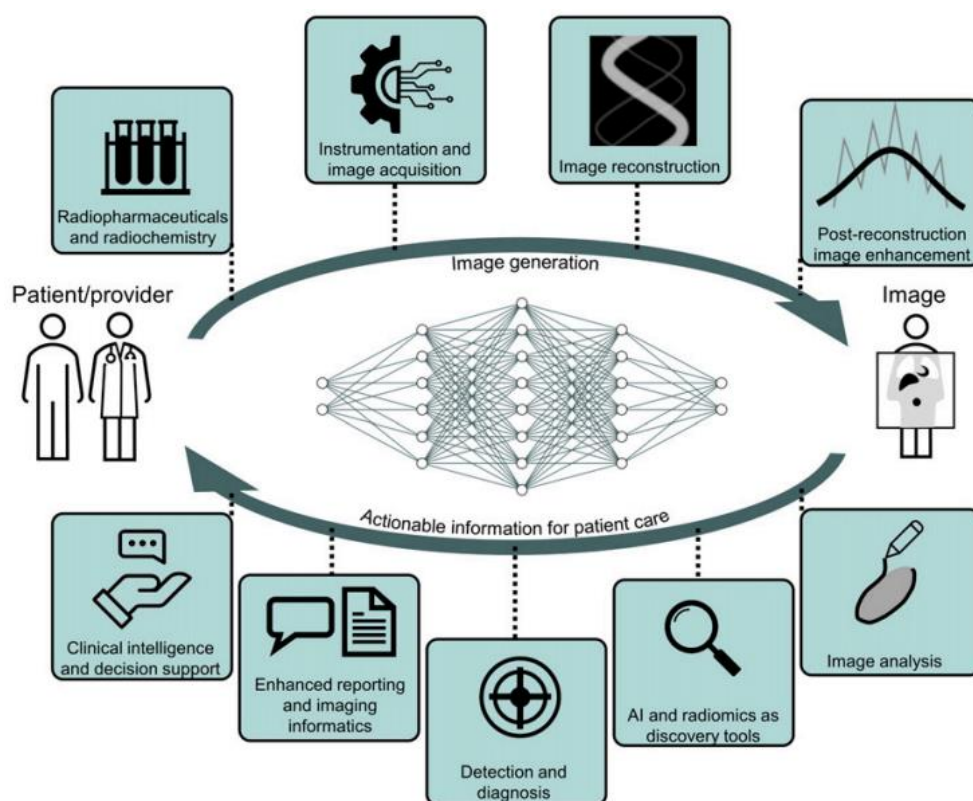 Radiopharmaceuticals
and radiochemistry
Instrumentation and
image acquisition
Image reconstruction
Post-reconstruction
image enhancement
Image generation
Patient/provider
Image
Actionable information for patient care
Clinical intelligence
and decision support
Enhanced reporting
and imaging
informatics
Detection and
diagnosis
AI and radiomics as
discovery tools
Image analysis